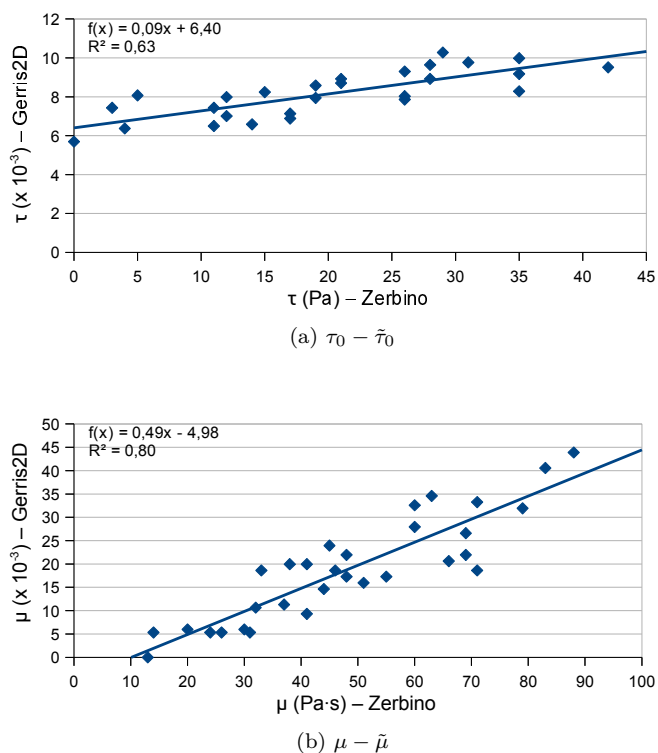 f(x) = 0,09x + 6,40
R² = 0,63
12
10
8
6
4
2
0
τ (x 10⁻³) – Gerris2D
0 5 10 15 20 25 30 35 40 45
τ (Pa) – Zerbino
(a) τ₀ − τ̃₀
f(x) = 0,49x - 4,98
R² = 0,80
50
45
40
35
30
25
20
15
10
5
0
μ (x 10⁻³) – Gerris2D
0 10 20 30 40 50 60 70 80 90 100
μ (Pa·s) – Zerbino
(b) μ − μ̃